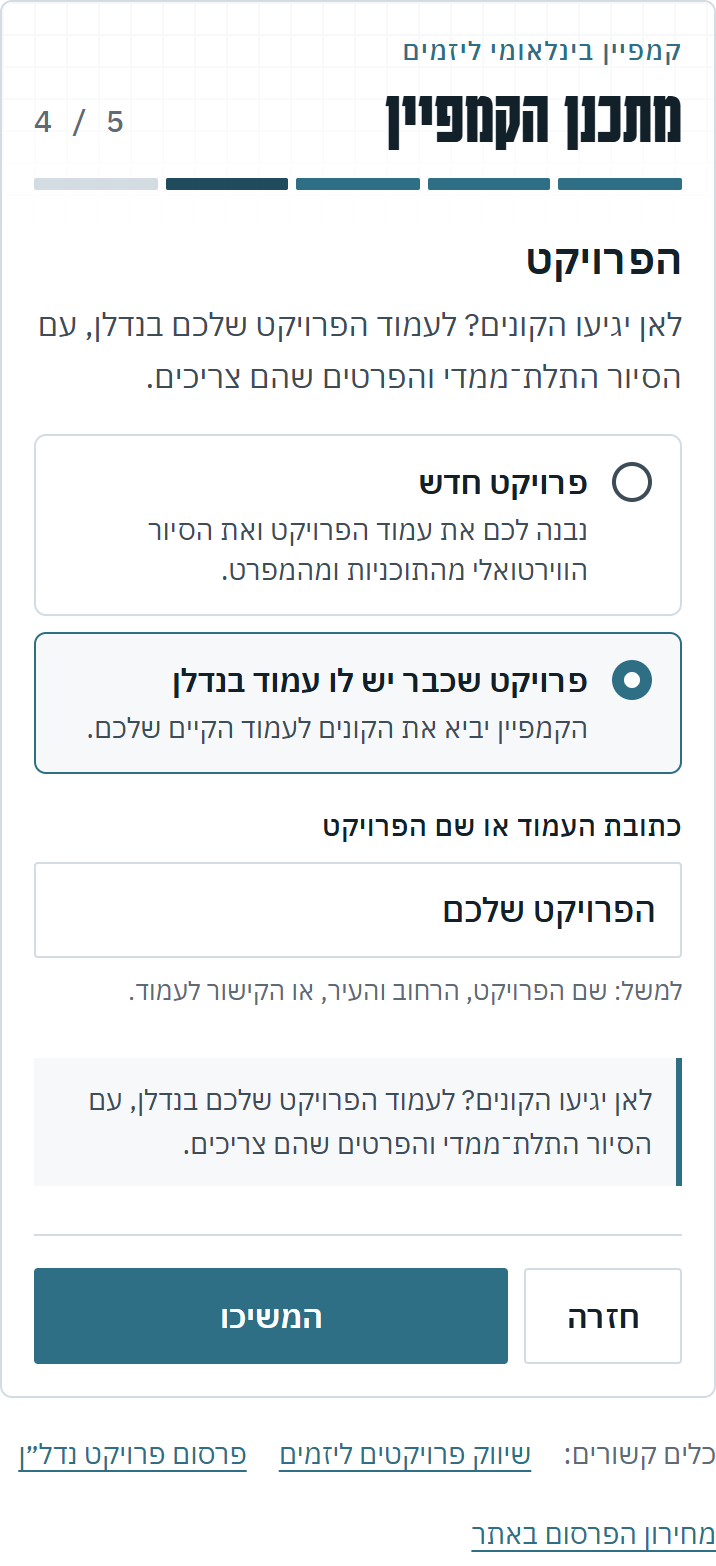 קמפיין בינלאומי ליזמים
מתכנן הקמפיין
4 / 5
הפרויקט
לאן יגיעו הקונים? לעמוד הפרויקט שלכם בנדלן, עם
הסיור התלת־ממדי והפרטים שהם צריכים.
פרויקט חדש
נבנה לכם את עמוד הפרויקט ואת הסיור
הווירטואלי מהתוכניות ומהמפרט.
פרויקט שכבר יש לו עמוד בנדלן
הקמפיין יביא את הקונים לעמוד הקיים שלכם.
כתובת העמוד או שם הפרויקט
הפרויקט שלכם
למשל: שם הפרויקט, הרחוב והעיר, או הקישור לעמוד.
לאן יגיעו הקונים? לעמוד הפרויקט שלכם בנדלן, עם
הסיור התלת־ממדי והפרטים שהם צריכים.
חזרה
המשיכו
כלים קשורים: שיווק פרויקטים ליזמים פרסום פרויקט נדל״ן
מחירון הפרסום באתר